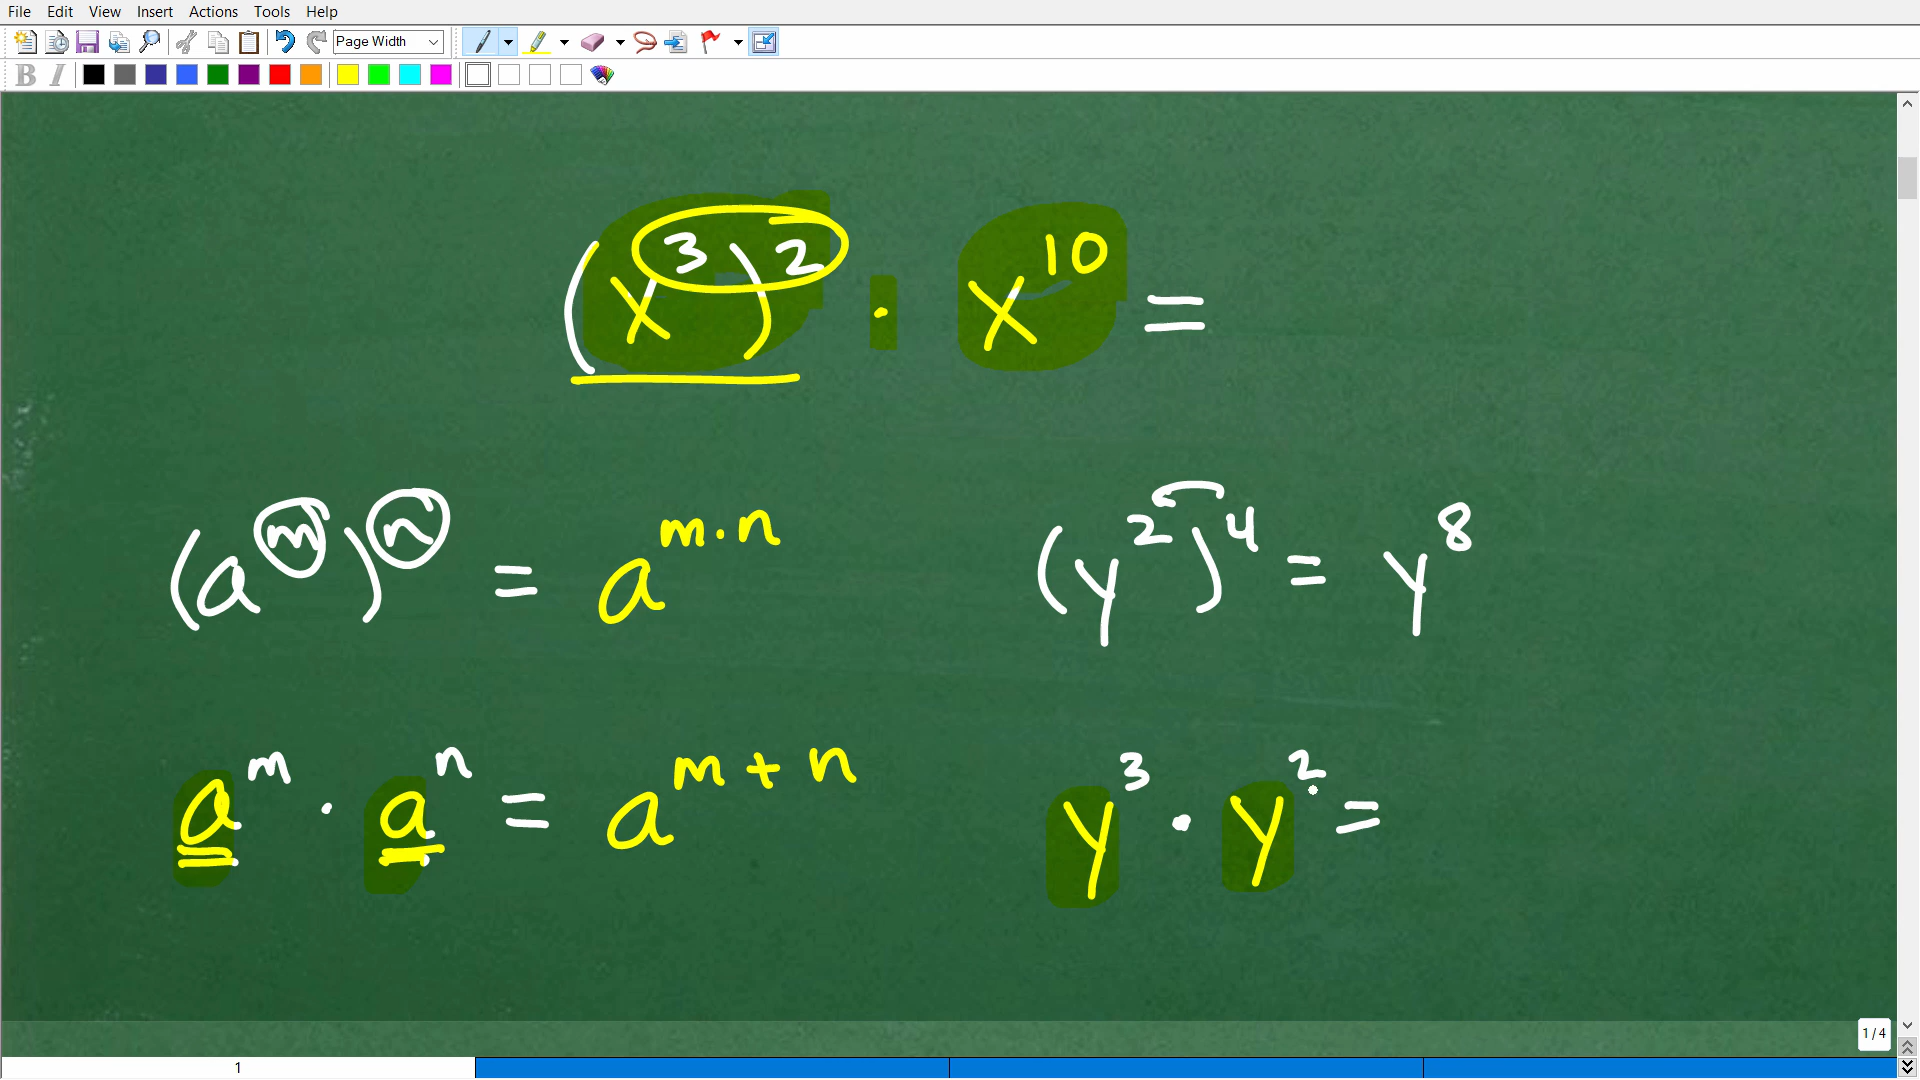 File Edit View Insert Actions Tools Help
Page Width
B I
(x³)² · x¹⁰ =
(aᵐ)ⁿ = aᵐ·ⁿ
(y²)⁴ = y⁸
aᵐ · aⁿ = aᵐ⁺ⁿ
y³ · y² =
1 / 4
1